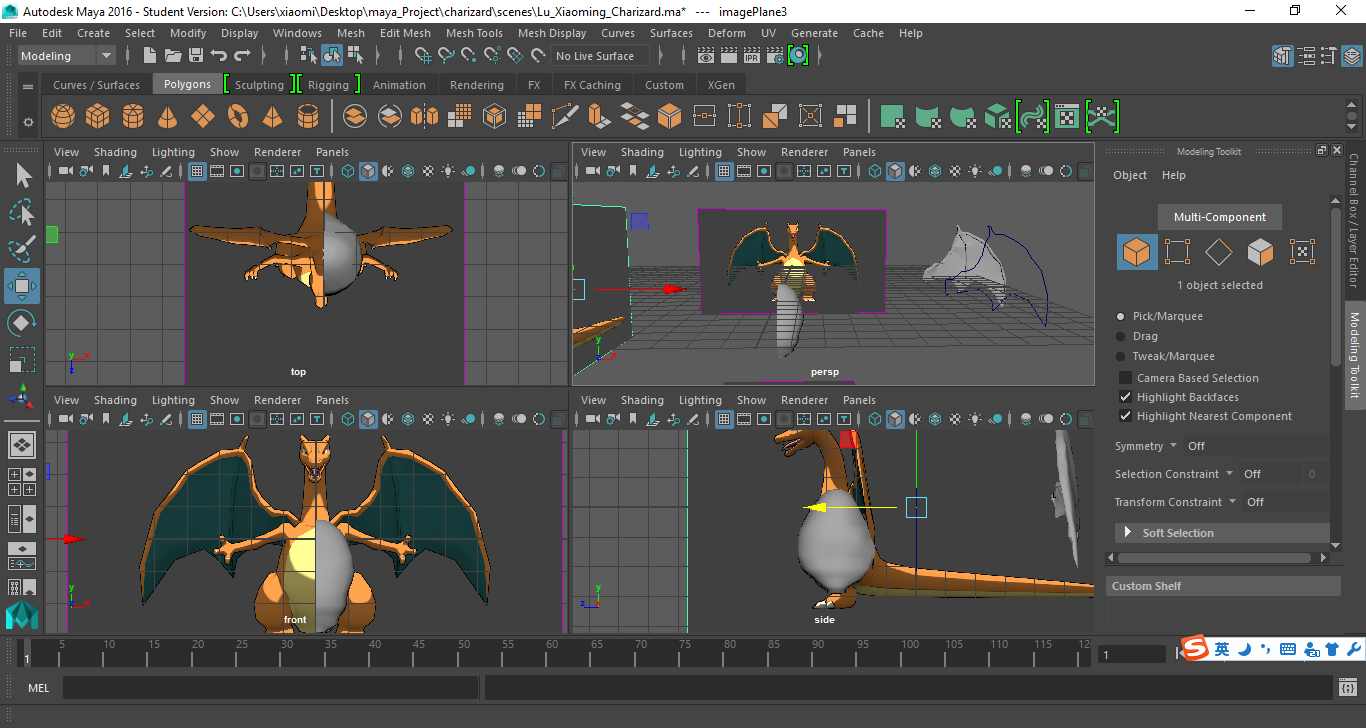 Autodesk Maya 2016 - Student Version: C:\Users\xiaomi\Desktop\maya_Project\charizard\scenes\Lu_Xiaoming_Charizard.ma* --- imagePlane3
File Edit Create Select Modify Display Windows Mesh Edit Mesh Mesh Tools Mesh Display Curves Surfaces Deform UV Generate Cache Help
Modeling No Live Surface IPR
Curves / Surfaces Polygons Sculpting Rigging Animation Rendering FX FX Caching Custom XGen
View Shading Lighting Show Renderer Panels
View Shading Lighting Show Renderer Panels
Modeling Toolkit
Object Help
Multi-Component
1 object selected
Pick/Marquee
Drag
Tweak/Marquee
Camera Based Selection
Highlight Backfaces
Highlight Nearest Component
Symmetry Off
Selection Constraint Off 0
Transform Constraint Off
Soft Selection
Custom Shelf
Channel Box / Layer Editor
Modeling Toolkit
y x z
top
y
persp
View Shading Lighting Show Renderer Panels
View Shading Lighting Show Renderer Panels
y x
front
y z
side
1 5 10 15 20 25 30 35 40 45 50 55 60 65 70 75 80 85 90 95 100 105 110 115 12
1
英
MEL